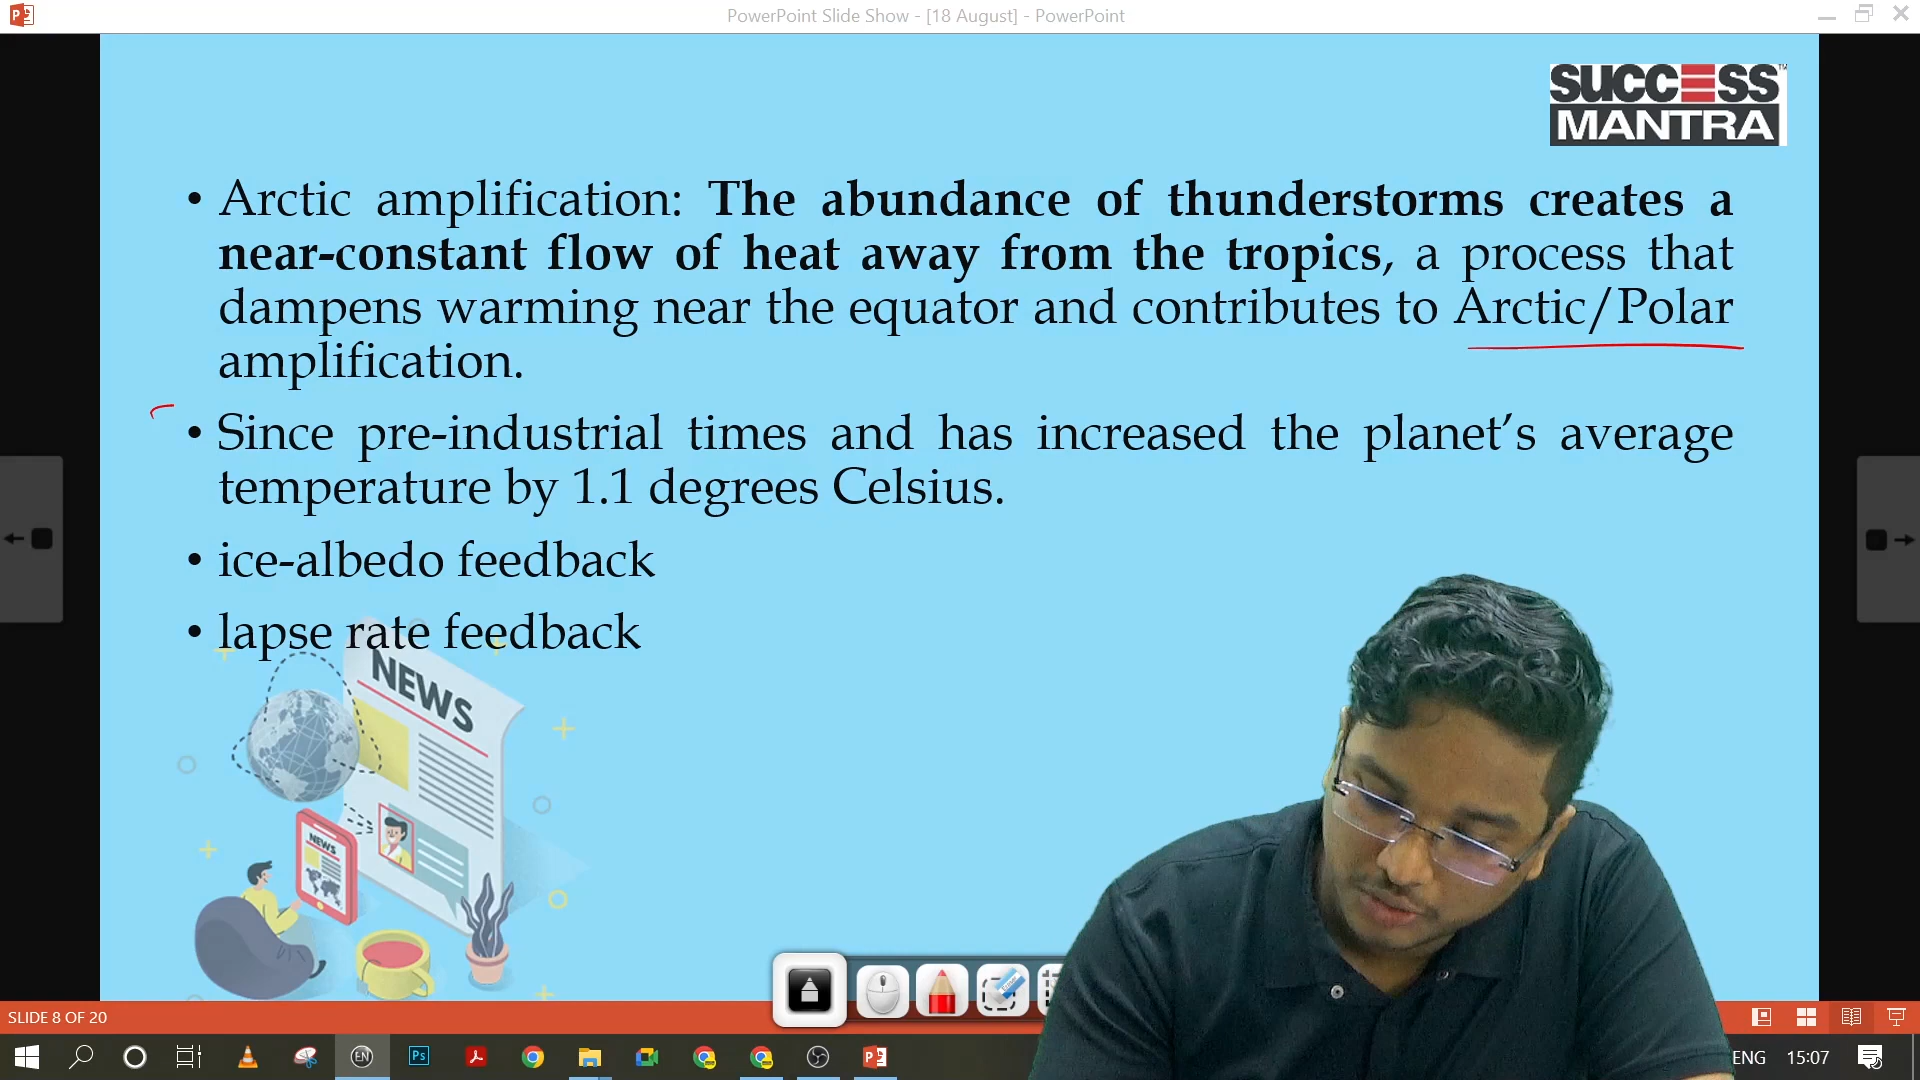 PowerPoint Slide Show - [18 August] - PowerPoint
SUCCESS
MANTRA
• Arctic amplification: The abundance of thunderstorms creates a
near-constant flow of heat away from the tropics, a process that
dampens warming near the equator and contributes to Arctic/Polar
amplification.
• Since pre-industrial times and has increased the planet’s average
temperature by 1.1 degrees Celsius.
• ice-albedo feedback
• lapse rate feedback
NEWS
NEWS
SLIDE 8 OF 20
EN
Ps
ENG 15:07